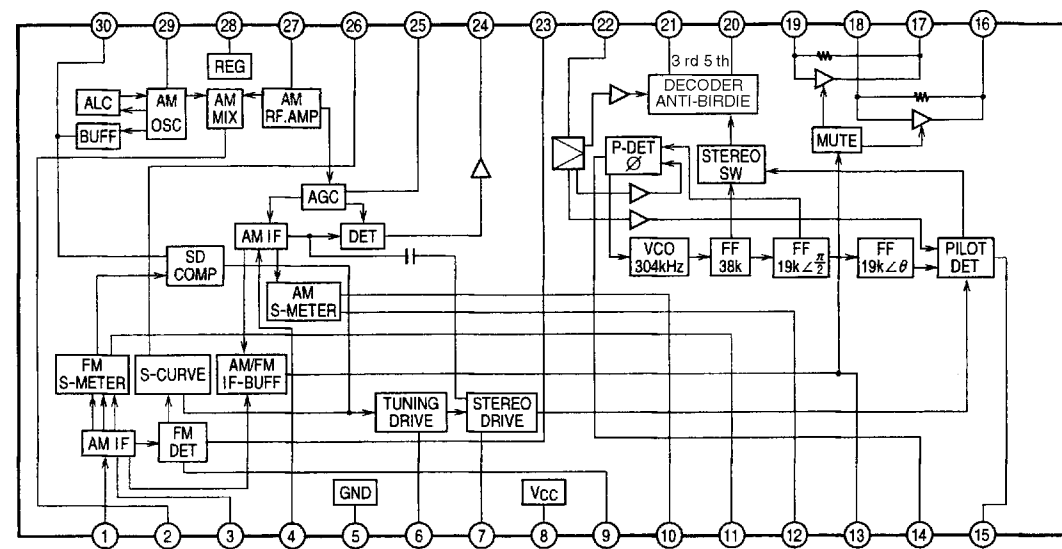 30 29 28 27 26 25 24 23 22 21 20 19 18 17 16
REG
3 rd 5 th
DECODER
ANTI-BIRDIE
ALC
AM
OSC
AM
MIX
AM
RF.AMP
BUFF
MUTE
P-DET
Ø
STEREO
SW
AGC
AM IF
DET
SD
COMP
VCO
304kHz
FF
38k
FF
19k∠π/2
FF
19k∠θ
PILOT
DET
AM
S-METER
FM
S-METER
S-CURVE
AM/FM
IF-BUFF
TUNING
DRIVE
STEREO
DRIVE
AM IF
FM
DET
GND
VCC
1 2 3 4 5 6 7 8 9 10 11 12 13 14 15